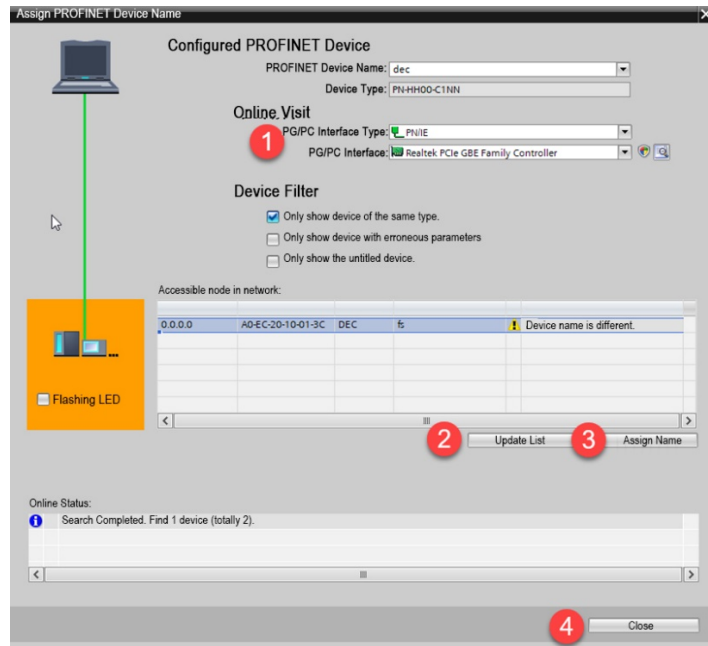 Assign PROFINET Device Name
Configured PROFINET Device
PROFINET Device Name: dec
Device Type: PN-HH00-C1NN
Online Visit
1
PG/PC Interface Type: PN/IE
PG/PC Interface: Realtek PCIe GBE Family Controller
Device Filter
Only show device of the same type.
Only show device with erroneous parameters
Only show the untitled device.
Accessible node in network:
0.0.0.0 A0-EC-20-10-01-3C DEC fs Device name is different.
Flashing LED
2 Update List 3 Assign Name
Online Status:
Search Completed. Find 1 device (totally 2).
4 Close